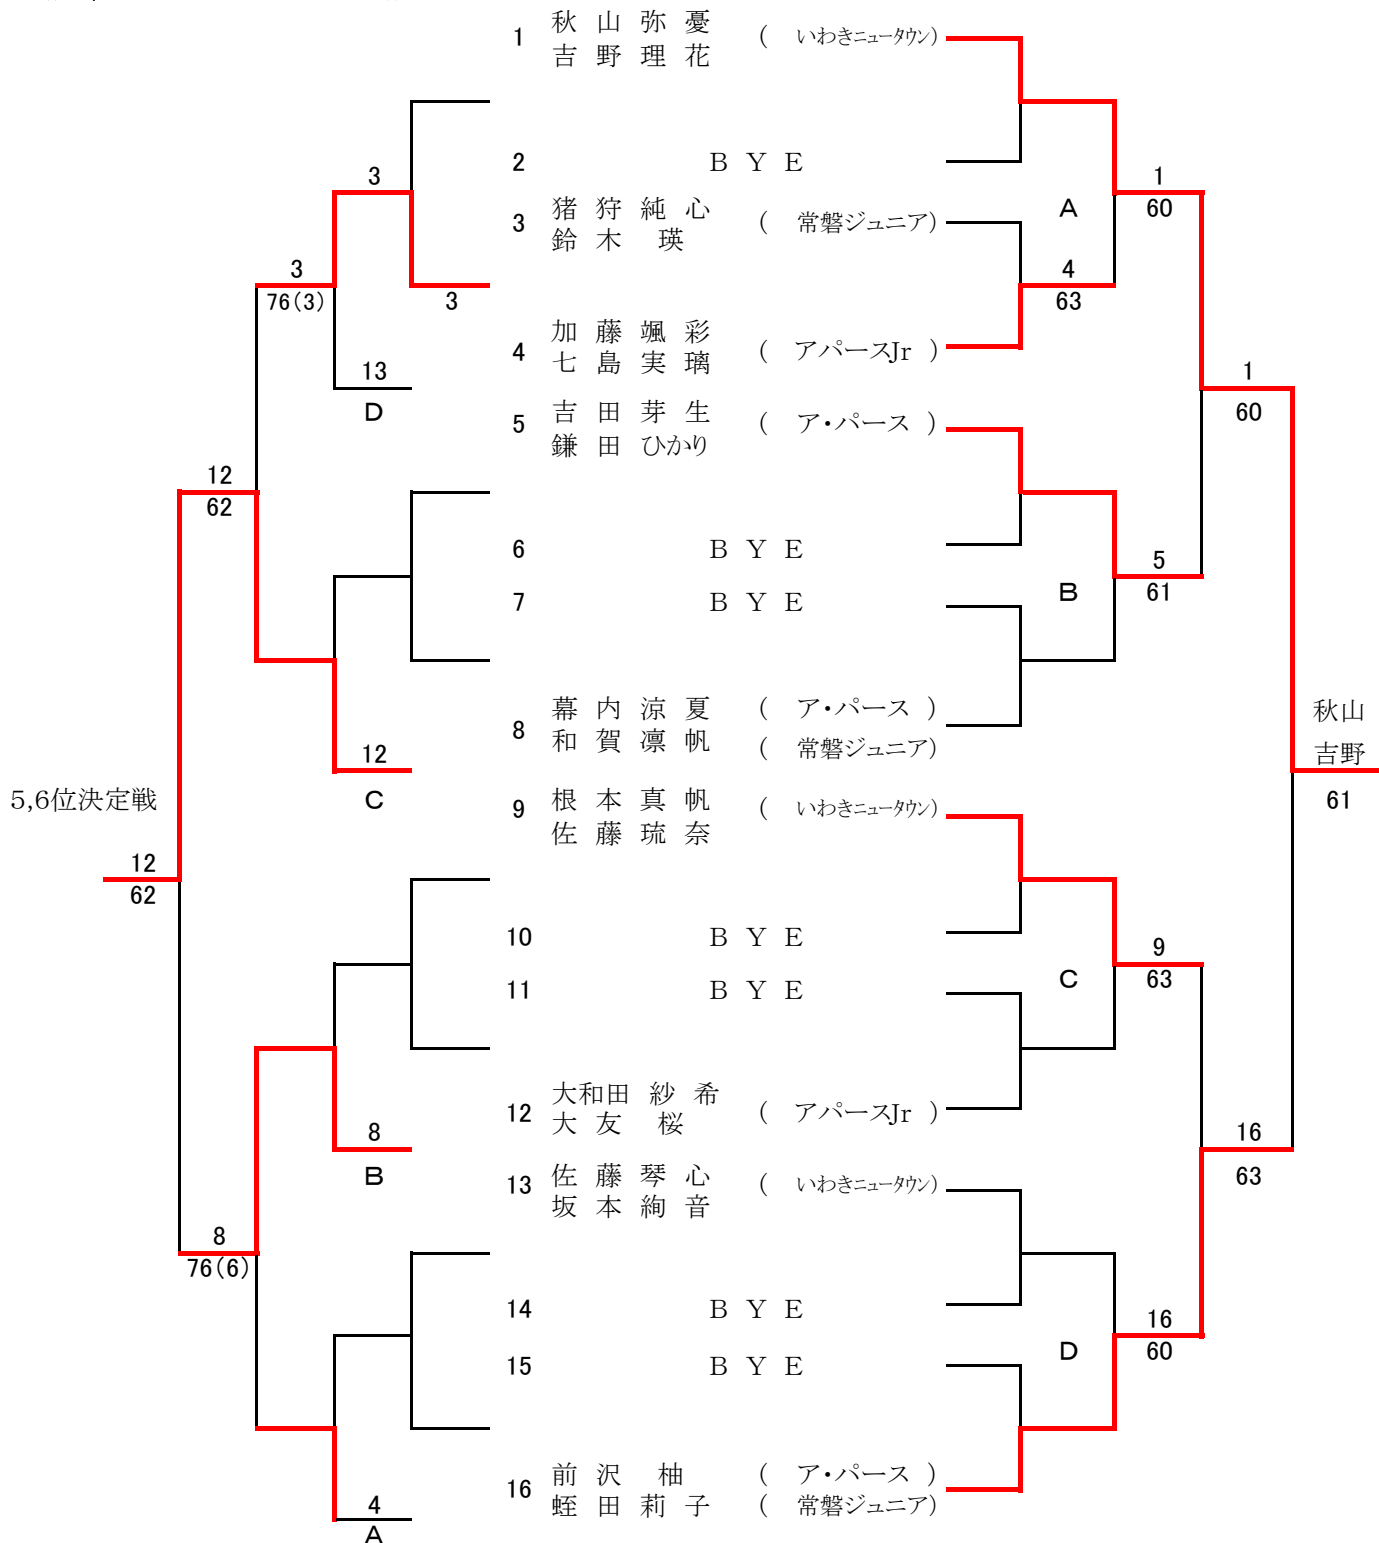 1 秋山弥憂 ( いわきニュータウン)
吉野理花
2 BYE
3 猪狩純心 ( 常磐ジュニア)
鈴木 瑛
4 加藤颯彩 ( アパースJr )
七島実璃
5 吉田芽生 ( ア・パース )
鎌田ひかり
6 BYE
7 BYE
8 幕内涼夏 ( ア・パース )
和賀凛帆 ( 常磐ジュニア)
9 根本真帆 ( いわきニュータウン)
佐藤琉奈
10 BYE
11 BYE
12 大和田紗希 ( アパースJr )
大友 桜
13 佐藤琴心 ( いわきニュータウン)
坂本絢音
14 BYE
15 BYE
16 前沢 柚 ( ア・パース )
蛭田莉子 ( 常磐ジュニア)
A
4
63
1
60
B
5
61
1
60
C
9
63
D
16
60
16
63
秋山
吉野
61
3
3
3
76(3)
13
D
12
62
12
C
5,6位決定戦
12
62
8
B
8
76(6)
4
A